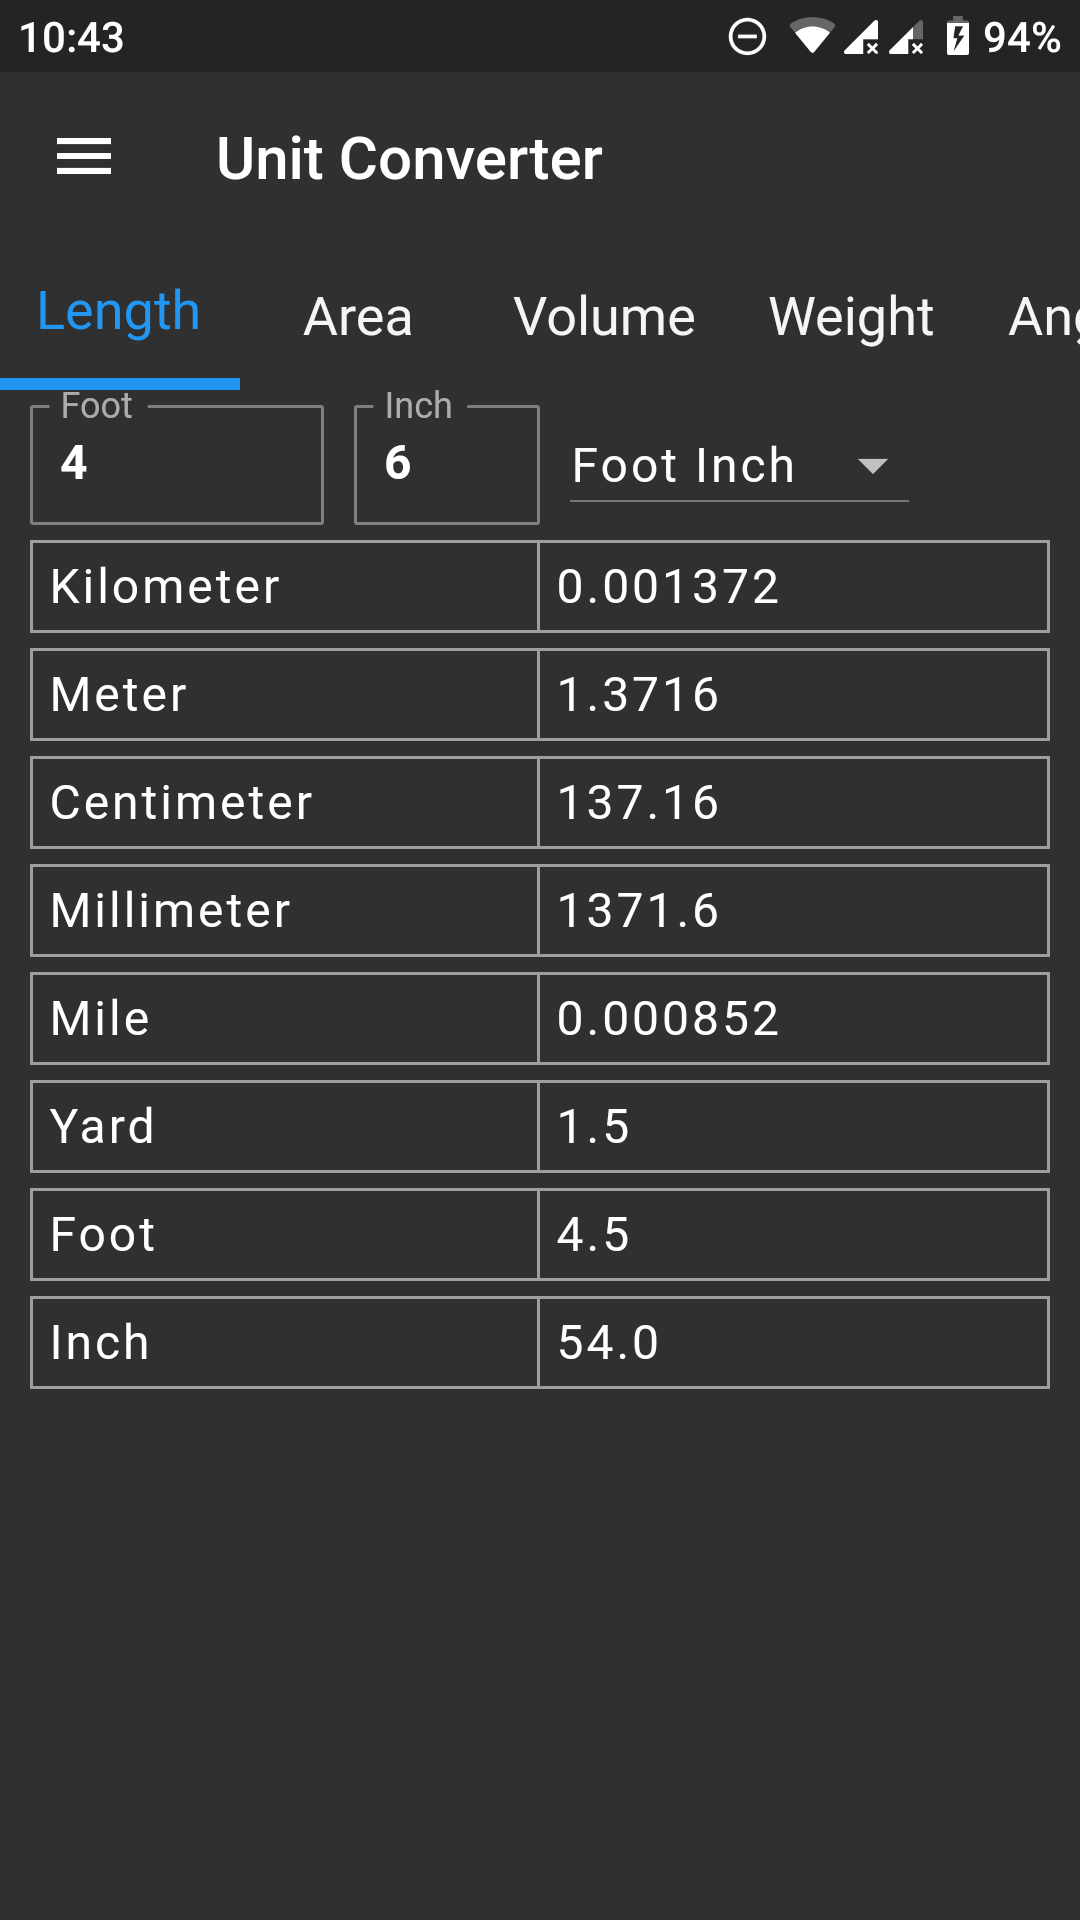 10:43 94%
Unit Converter
Length Area Volume Weight Ang
Foot Inch
4 6 Foot Inch
Kilometer 0.001372
Meter 1.3716
Centimeter 137.16
Millimeter 1371.6
Mile 0.000852
Yard 1.5
Foot 4.5
Inch 54.0